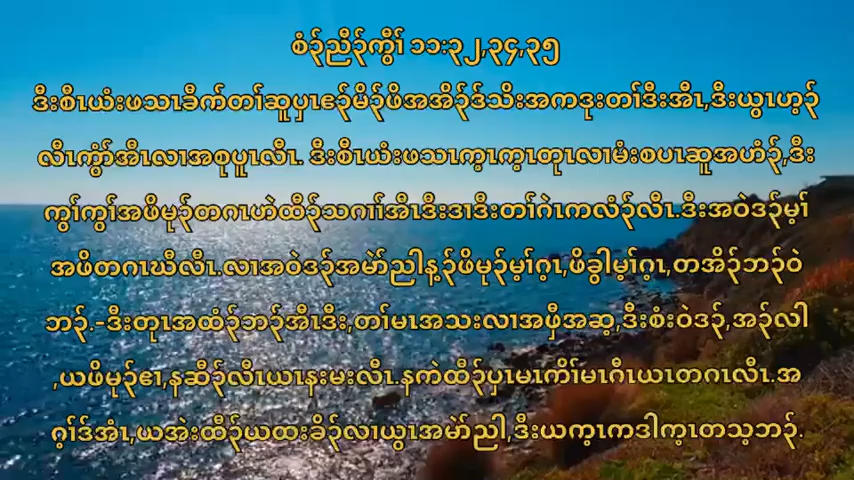 စံၣ်ညီၣ်ကွီၢ် ၁၁း၃၂,၃၄,၃၅
ဒီးစီၤယံးဖသၤခီက်တၢ်ဆူပှၤဧၣ်မိၣ်ဖိအအိၣ်ဒ်သိးအကဒုးတၢ်ဒီးအီၤ,ဒီးယွၤဟ့ၣ်
လီၤကွံာ်အီၤလၢအစုပူၤလီၤ. ဒီးစီၤယံးဖသၤက့ၤက့ၤတုၤလၢမံးစပၤဆူအဟံၣ်,ဒီး
ကွၢ်ကွၢ်အဖိမုၣ်တဂၤဟဲထီၣ်သဂၢၢ်အီၤဒီးဒၢဒီးတၢ်ဂဲၤကလံၣ်လီၤ.ဒီးအဝဲဒၣ်မ့ၢ်
အဖိတဂၤဃီလီၤ.လၢအဝဲဒၣ်အမဲာ်ညါန့ၣ်ဖိမုၣ်မ့ၢ်ဂ့ၤ,ဖိခွါမ့ၢ်ဂ့ၤ,တအိၣ်ဘၣ်ဝဲ
ဘၣ်.–ဒီးတုၤအထံၣ်ဘၣ်အီၤဒီး,တၢ်မၤအသးလၢအဖှီအဆ့,ဒီးစံးဝဲဒၣ်,အၣ်လါ
,ယဖိမုၣ်ဧၢ,နဆီၣ်လီၤယၤနးမးလီၤ.နကဲထီၣ်ပှၤမၤကိၢ်မၤဂီၤယၤတဂၤလီၤ.အ
ဂ့ၢ်ဒ်အံၤ,ယအဲးထီၣ်ယထးခိၣ်လၢယွၤအမဲာ်ညါ,ဒီးယက့ၤကဒါက့ၤတသ့ဘၣ်.